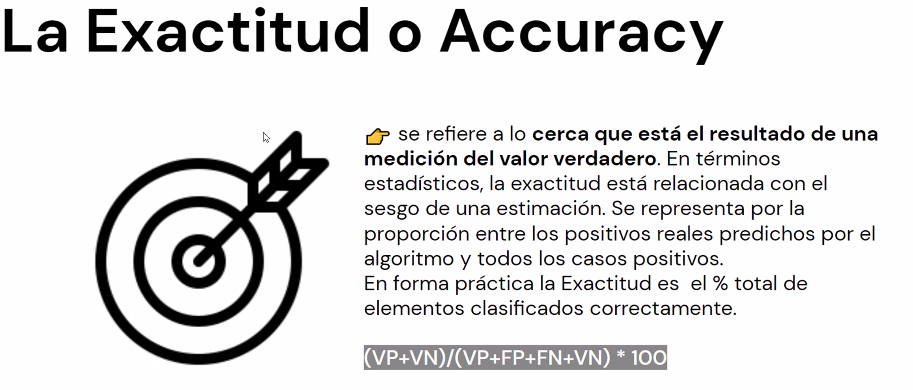 La Exactitud o Accuracy
👉 se refiere a lo cerca que está el resultado de una
medición del valor verdadero. En términos
estadísticos, la exactitud está relacionada con el
sesgo de una estimación. Se representa por la
proporción entre los positivos reales predichos por el
algoritmo y todos los casos positivos.
En forma práctica la Exactitud es  el % total de
elementos clasificados correctamente.
(VP+VN)/(VP+FP+FN+VN) * 100